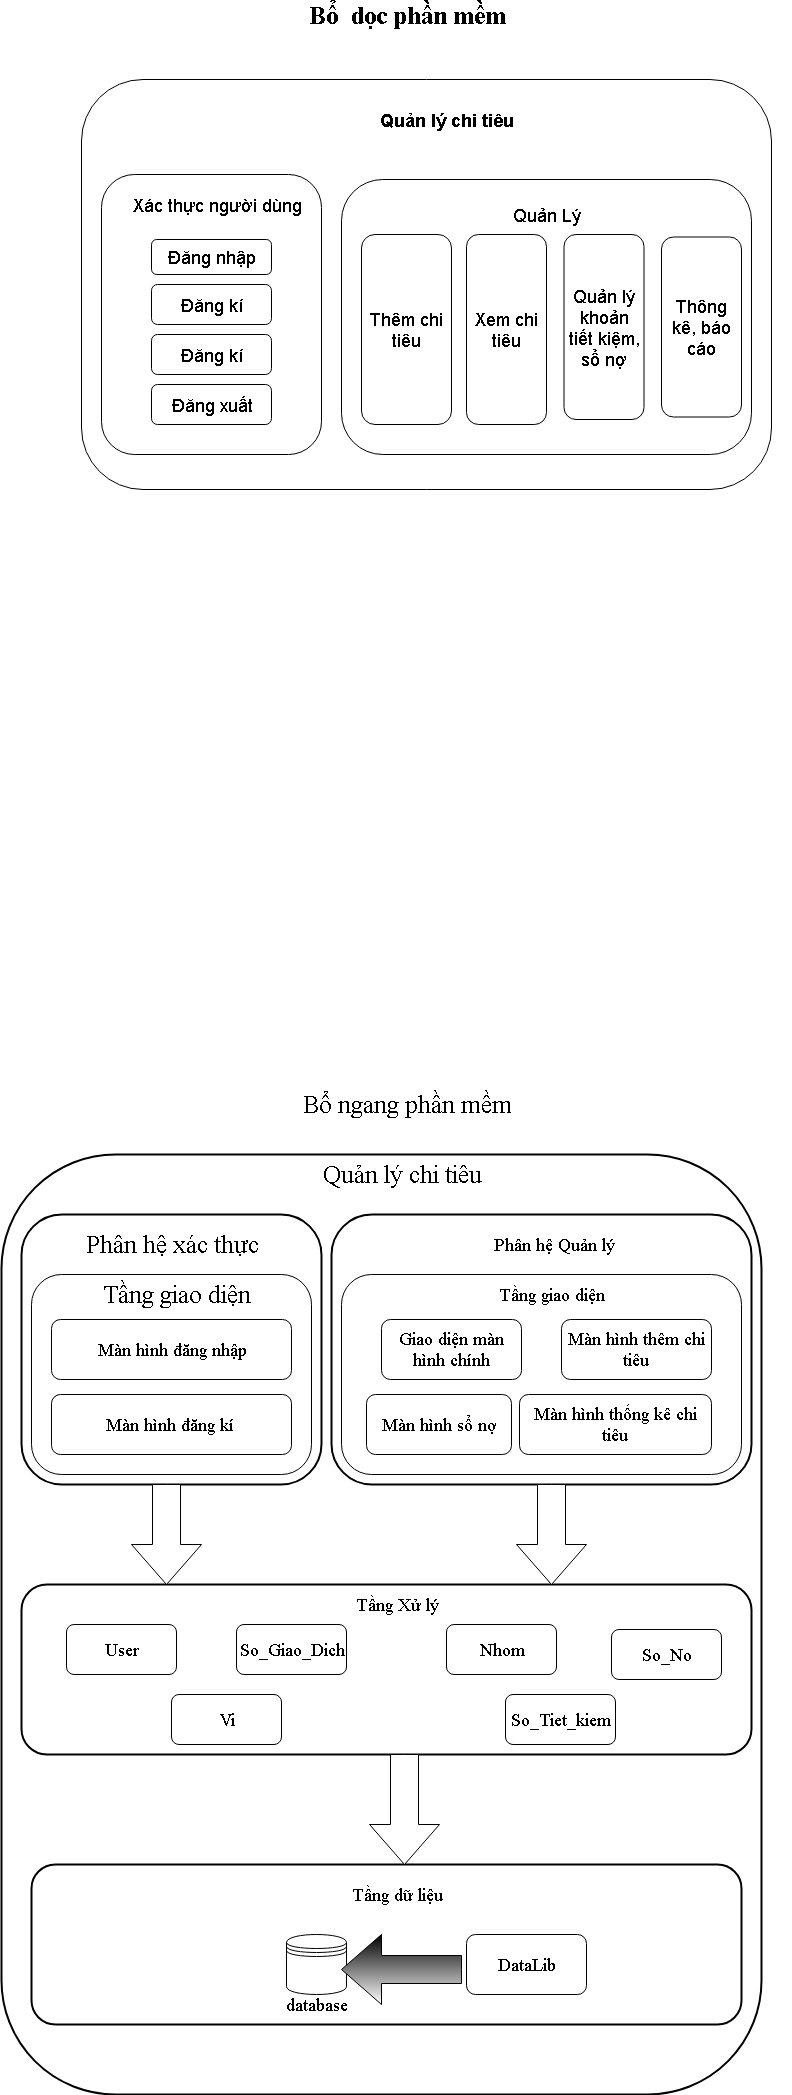 Bổ dọc phần mềm
Quản lý chi tiêu
Xác thực người dùng
Đăng nhập
Đăng kí
Đăng kí
Đăng xuất
Quản Lý
Thêm chi
tiêu
Xem chi
tiêu
Quản lý
khoản
tiết kiệm,
sổ nợ
Thông
kê, báo
cáo
Bổ ngang phần mềm
Quản lý chi tiêu
Phân hệ xác thực
Tầng giao diện
Màn hình đăng nhập
Màn hình đăng kí
Phân hệ Quản lý
Tầng giao diện
Giao diện màn
hình chính
Màn hình thêm chi
tiêu
Màn hình sổ nợ
Màn hình thống kê chi
tiêu
Tầng Xử lý
User
So_Giao_Dich
Nhom
So_No
Vi
So_Tiet_kiem
Tầng dữ liệu
database
DataLib